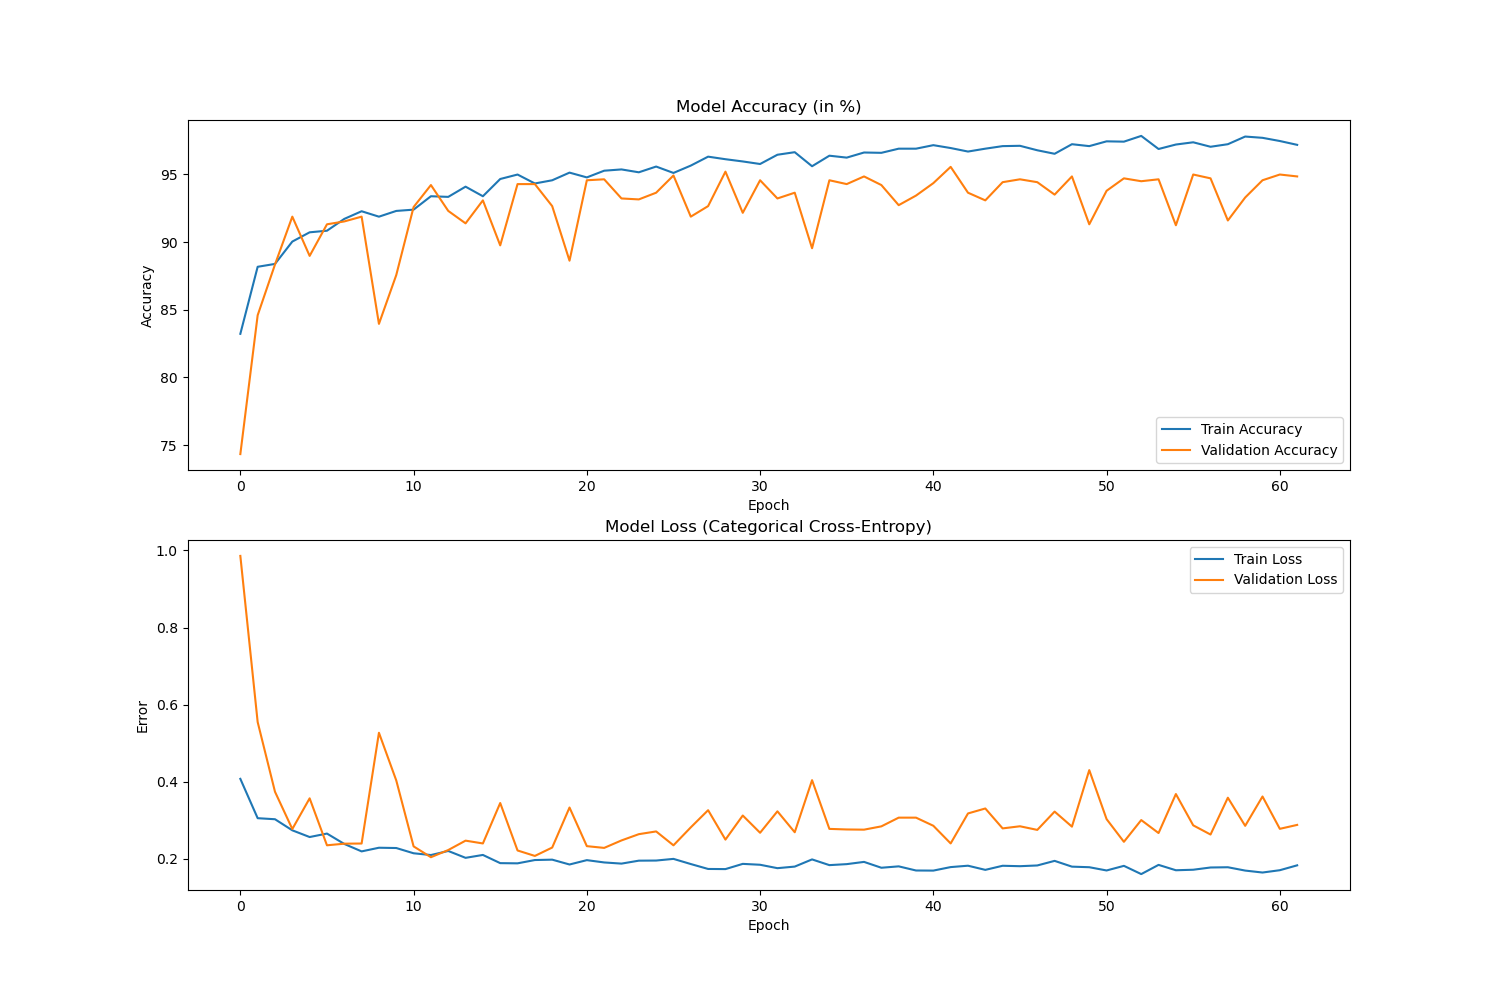 Model Accuracy (in %)
Accuracy
95
90
85
80
75
Train Accuracy
Validation Accuracy
0 10 20 30 40 50 60
Epoch
Model Loss (Categorical Cross-Entropy)
Error
1.0
0.8
0.6
0.4
0.2
Train Loss
Validation Loss
0 10 20 30 40 50 60
Epoch